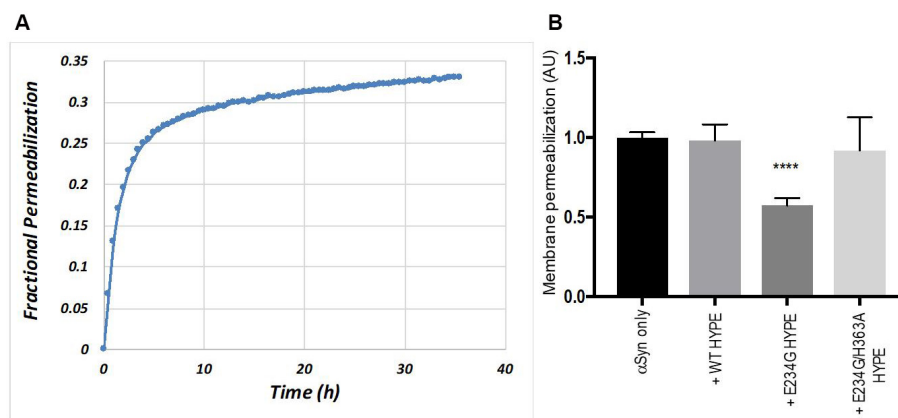 A
Fractional Permeabilization
0.35
0.3
0.25
0.2
0.15
0.1
0.05
0
0 10 20 30 40
Time (h)
B
Membrane permeabilization (AU)
1.5
1.0
0.5
0.0
****
αSyn only
+ WT HYPE
+ E234G HYPE
+ E234G/H363A
HYPE